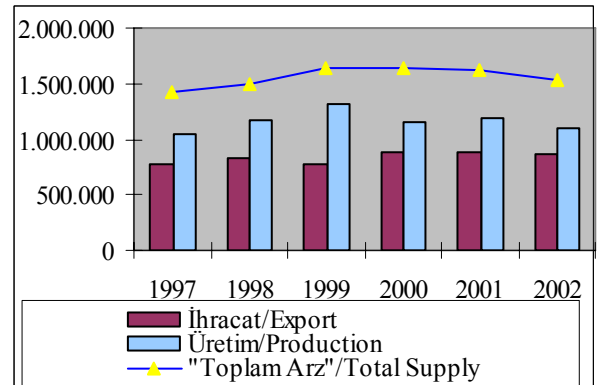 2.000.000
1.500.000
1.000.000
500.000
0
1997 1998 1999 2000 2001 2002
İhracat/Export
Üretim/Production
"Toplam Arz"/Total Supply